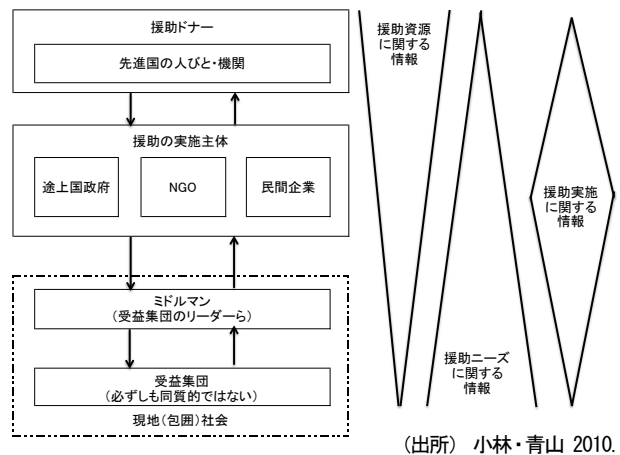 援助ドナー
先進国の人びと・機関
援助の実施主体
途上国政府
NGO
民間企業
ミドルマン
(受益集団のリーダーら)
受益集団
(必ずしも同質的ではない)
現地(包囲)社会
援助資源
に関する
情報
援助実施
に関する
情報
援助ニーズ
に関する
情報
(出所) 小林・青山 2010.